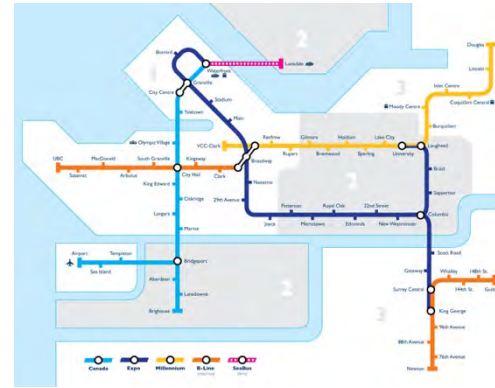 Douglas
Lincoln
2
Burrard
Waterfront
Lonsdale
1
Granville
City Centre
Stadium
Inlet Centre
Coquitlam Central
3
Moody Centre
Yaletown
Main
Burquitlam
Olympic Village
VCC-Clark
Renfrew
Gilmore
Holdom
Lake City
Lougheed
UBC
MacDonald
South Granville
Kingsway
Broadway
Rupert
Brentwood
Sperling
University
Sasamat
Arbutus
City Hall
Clark
Nanaimo
Braid
King Edward
2
Oakridge
29th Avenue
Patterson
Royal Oak
22nd Street
Sapperton
Langara
Columbia
Marine
Joyce
Metrotown
Edmonds
New Westminster
Airport
Templeton
Bridgeport
Scott Road
Sea Island
Gateway
Whalley
148th St.
Aberdeen
2
Surrey Central
144th St.
Lansdowne
King George
Brighouse
3
96th Avenue
88th Avenue
76th Avenue
Newton
Canada
Expo
Millennium
B-Line
SeaBus